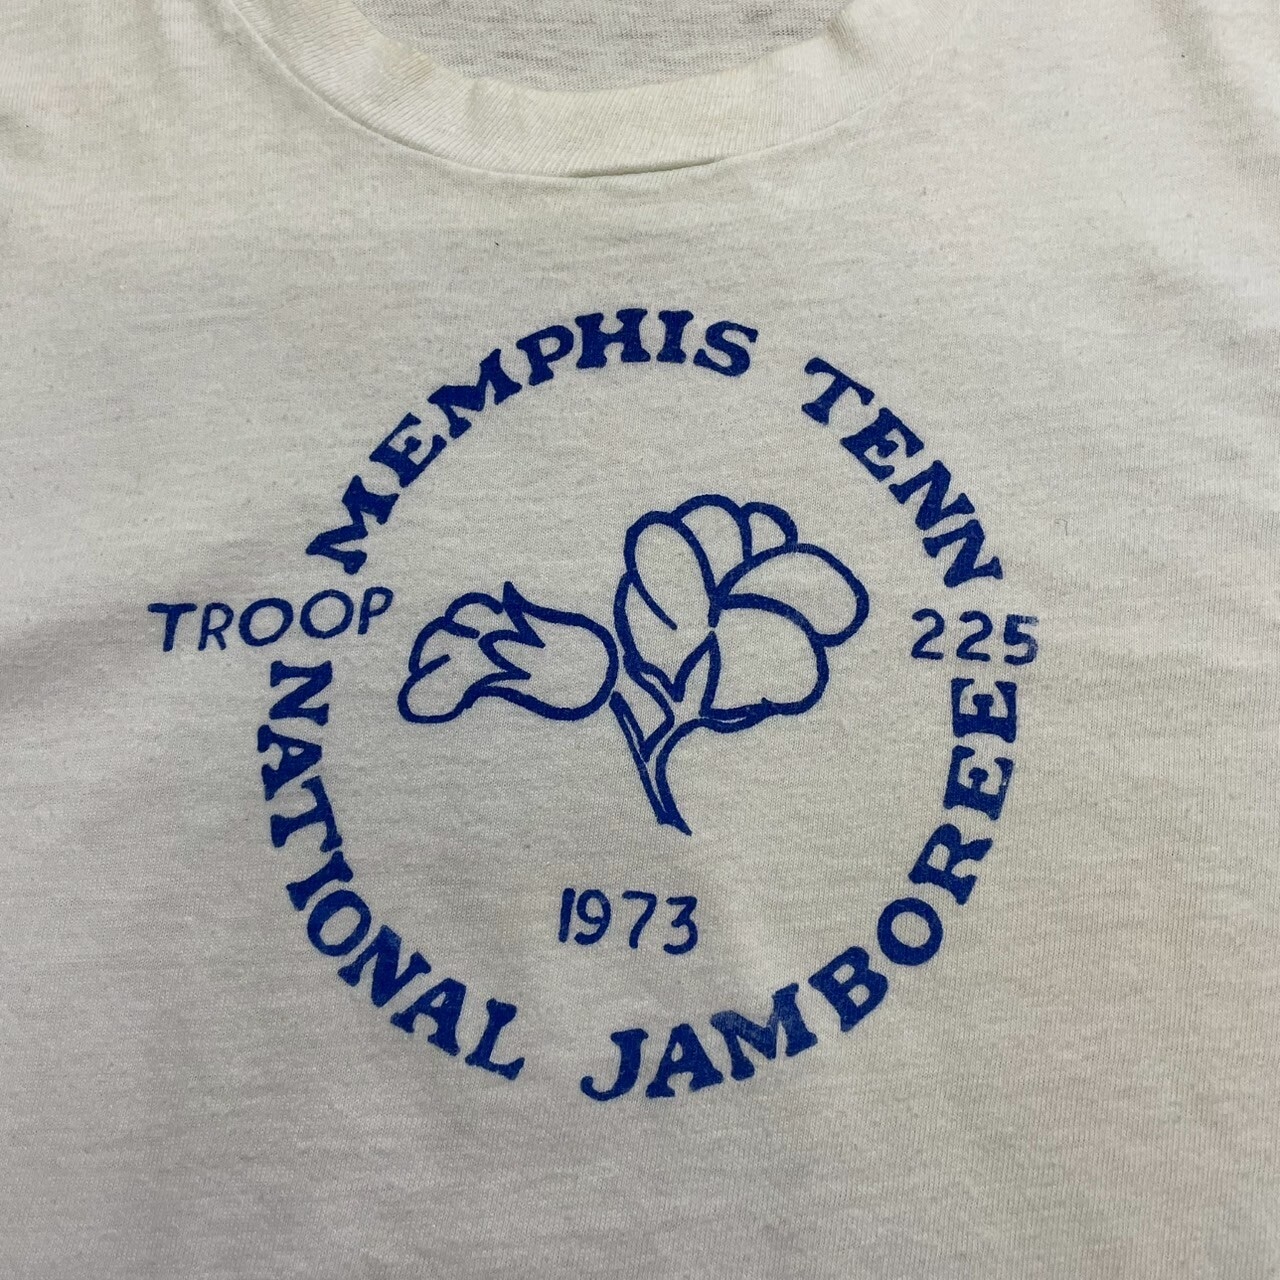 MEMPHIS TENN
TROOP 225
1973
NATIONAL JAMBOREE